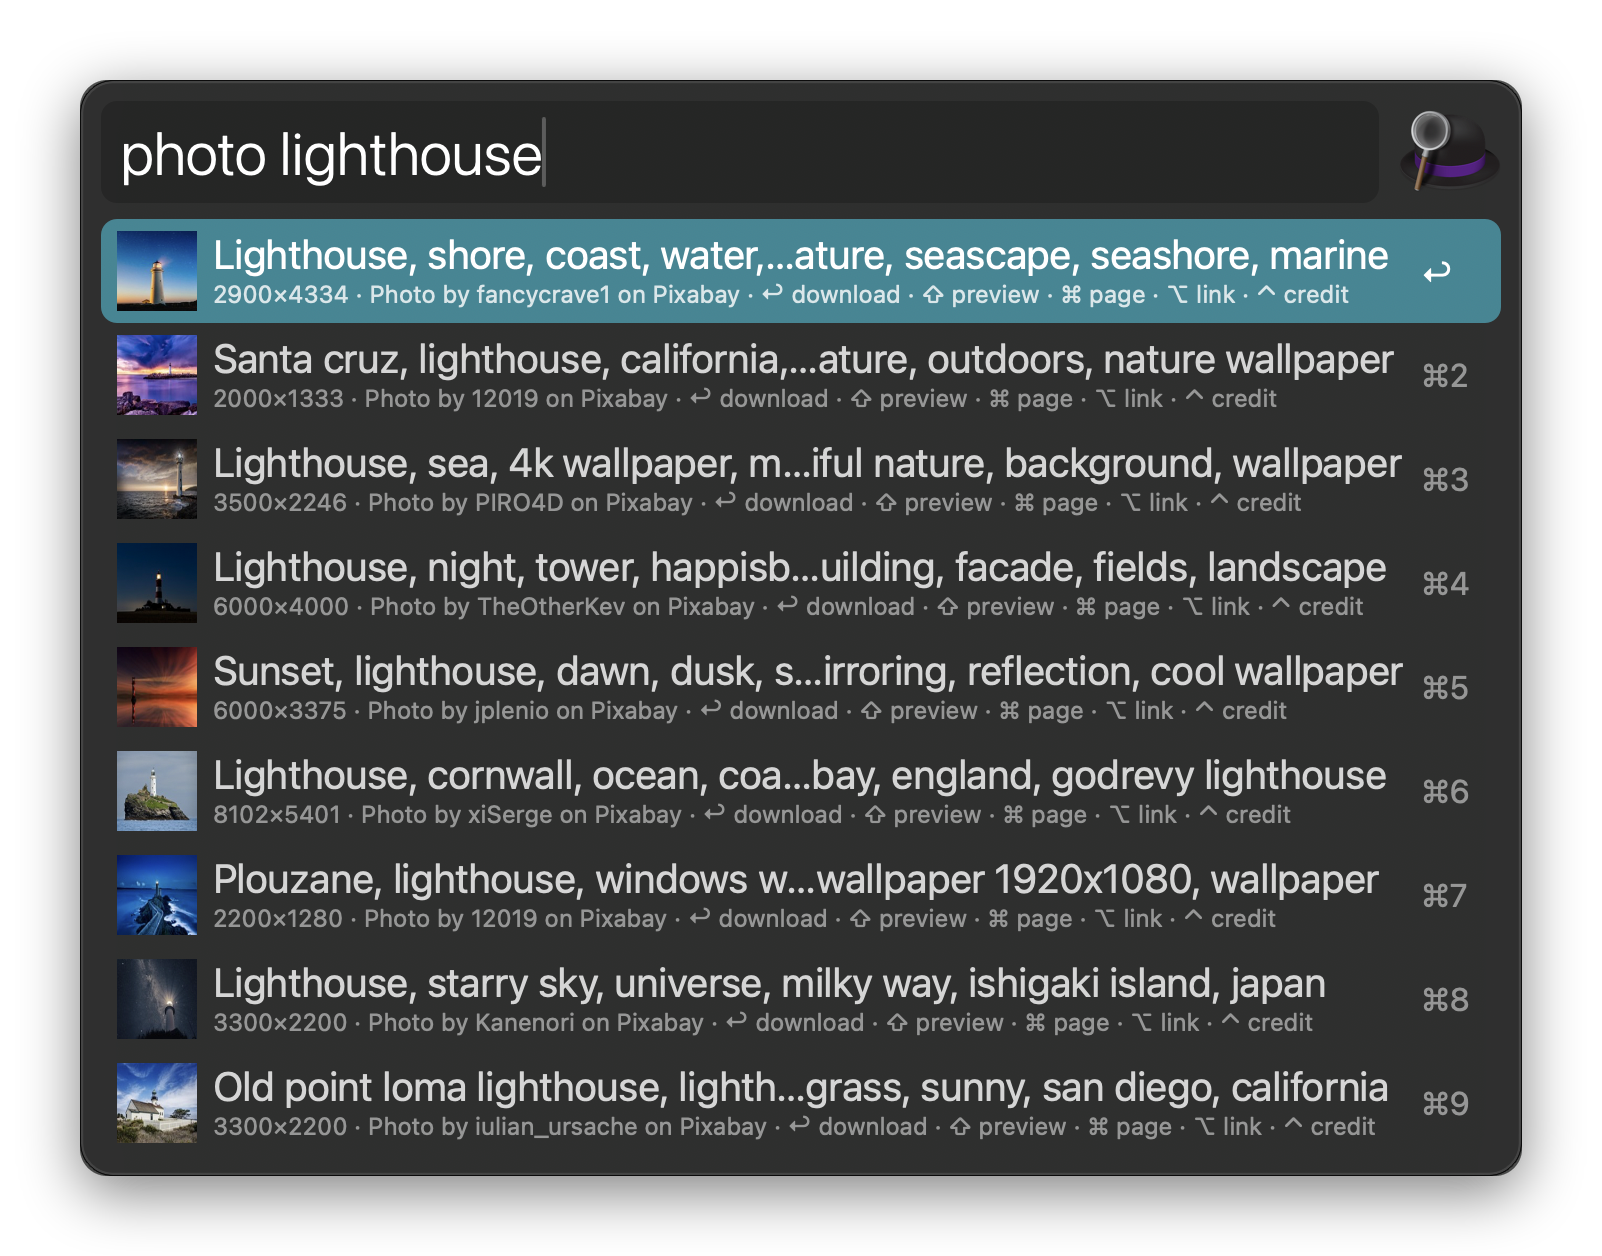 photo lighthouse
Lighthouse, shore, coast, water,...ature, seascape, seashore, marine
2900×4334 · Photo by fancycrave1 on Pixabay · ↩ download · ⇧ preview · ⌘ page · ⌥ link · ⌃ credit
↩
Santa cruz, lighthouse, california,...ature, outdoors, nature wallpaper
2000×1333 · Photo by 12019 on Pixabay · ↩ download · ⇧ preview · ⌘ page · ⌥ link · ⌃ credit
⌘2
Lighthouse, sea, 4k wallpaper, m...iful nature, background, wallpaper
3500×2246 · Photo by PIRO4D on Pixabay · ↩ download · ⇧ preview · ⌘ page · ⌥ link · ⌃ credit
⌘3
Lighthouse, night, tower, happisb...uilding, facade, fields, landscape
6000×4000 · Photo by TheOtherKev on Pixabay · ↩ download · ⇧ preview · ⌘ page · ⌥ link · ⌃ credit
⌘4
Sunset, lighthouse, dawn, dusk, s...irroring, reflection, cool wallpaper
6000×3375 · Photo by jplenio on Pixabay · ↩ download · ⇧ preview · ⌘ page · ⌥ link · ⌃ credit
⌘5
Lighthouse, cornwall, ocean, coa...bay, england, godrevy lighthouse
8102×5401 · Photo by xiSerge on Pixabay · ↩ download · ⇧ preview · ⌘ page · ⌥ link · ⌃ credit
⌘6
Plouzane, lighthouse, windows w...wallpaper 1920x1080, wallpaper
2200×1280 · Photo by 12019 on Pixabay · ↩ download · ⇧ preview · ⌘ page · ⌥ link · ⌃ credit
⌘7
Lighthouse, starry sky, universe, milky way, ishigaki island, japan
3300×2200 · Photo by Kanenori on Pixabay · ↩ download · ⇧ preview · ⌘ page · ⌥ link · ⌃ credit
⌘8
Old point loma lighthouse, lighth...grass, sunny, san diego, california
3300×2200 · Photo by iulian_ursache on Pixabay · ↩ download · ⇧ preview · ⌘ page · ⌥ link · ⌃ credit
⌘9